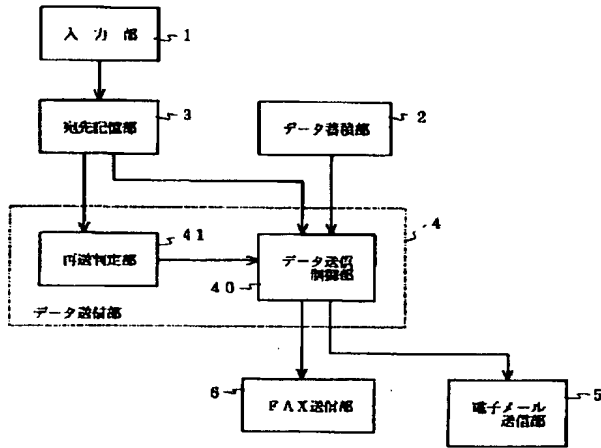 入力部
1
宛先記憶部
3
データ蓄積部
2
4
再送判定部
41
データ送信
制御部
40
データ送信部
6
FAX送信部
電子メール
送信部
5